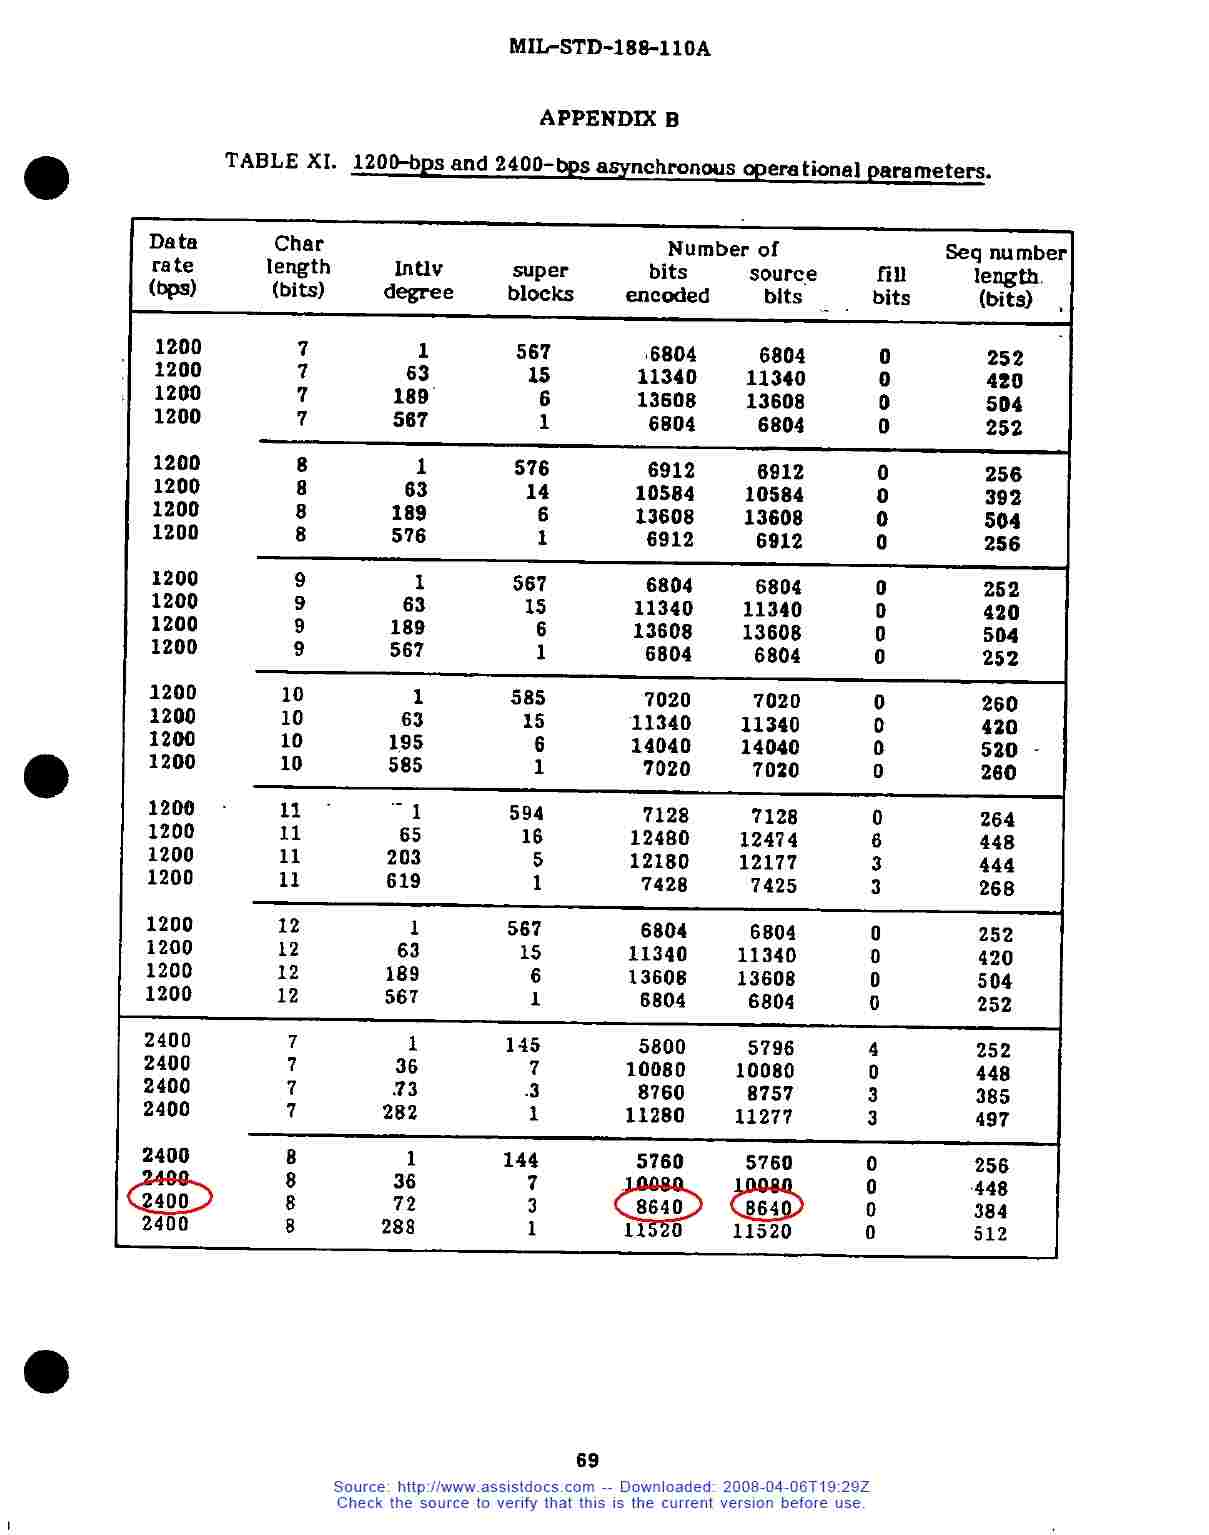 MIL-STD-188-110A
APPENDIX B
TABLE XI. 1200-bps and 2400-bps asynchronous operational parameters.
Data Char Number of Seq number
rate length Intlv super bits source fill length
(bps) (bits) degree blocks encoded bits bits (bits)
1200 7 1 567 6804 6804 0 252
1200 7 63 15 11340 11340 0 420
1200 7 189 6 13608 13608 0 504
1200 7 567 1 6804 6804 0 252
1200 8 1 576 6912 6912 0 256
1200 8 63 14 10584 10584 0 392
1200 8 189 6 13608 13608 0 504
1200 8 576 1 6912 6912 0 256
1200 9 1 567 6804 6804 0 252
1200 9 63 15 11340 11340 0 420
1200 9 189 6 13608 13608 0 504
1200 9 567 1 6804 6804 0 252
1200 10 1 585 7020 7020 0 260
1200 10 63 15 11340 11340 0 420
1200 10 195 6 14040 14040 0 520
1200 10 585 1 7020 7020 0 260
1200 11 1 594 7128 7128 0 264
1200 11 65 16 12480 12474 6 448
1200 11 203 5 12180 12177 3 444
1200 11 619 1 7428 7425 3 268
1200 12 1 567 6804 6804 0 252
1200 12 63 15 11340 11340 0 420
1200 12 189 6 13608 13608 0 504
1200 12 567 1 6804 6804 0 252
2400 7 1 145 5800 5796 4 252
2400 7 36 7 10080 10080 0 448
2400 7 73 3 8760 8757 3 385
2400 7 282 1 11280 11277 3 497
2400 8 1 144 5760 5760 0 256
2400 8 36 7 10080 10080 0 448
2400 8 72 3 8640 8640 0 384
2400 8 288 1 11520 11520 0 512
69
Source: http://www.assistdocs.com -- Downloaded: 2008-04-06T19:29Z
Check the source to verify that this is the current version before use.